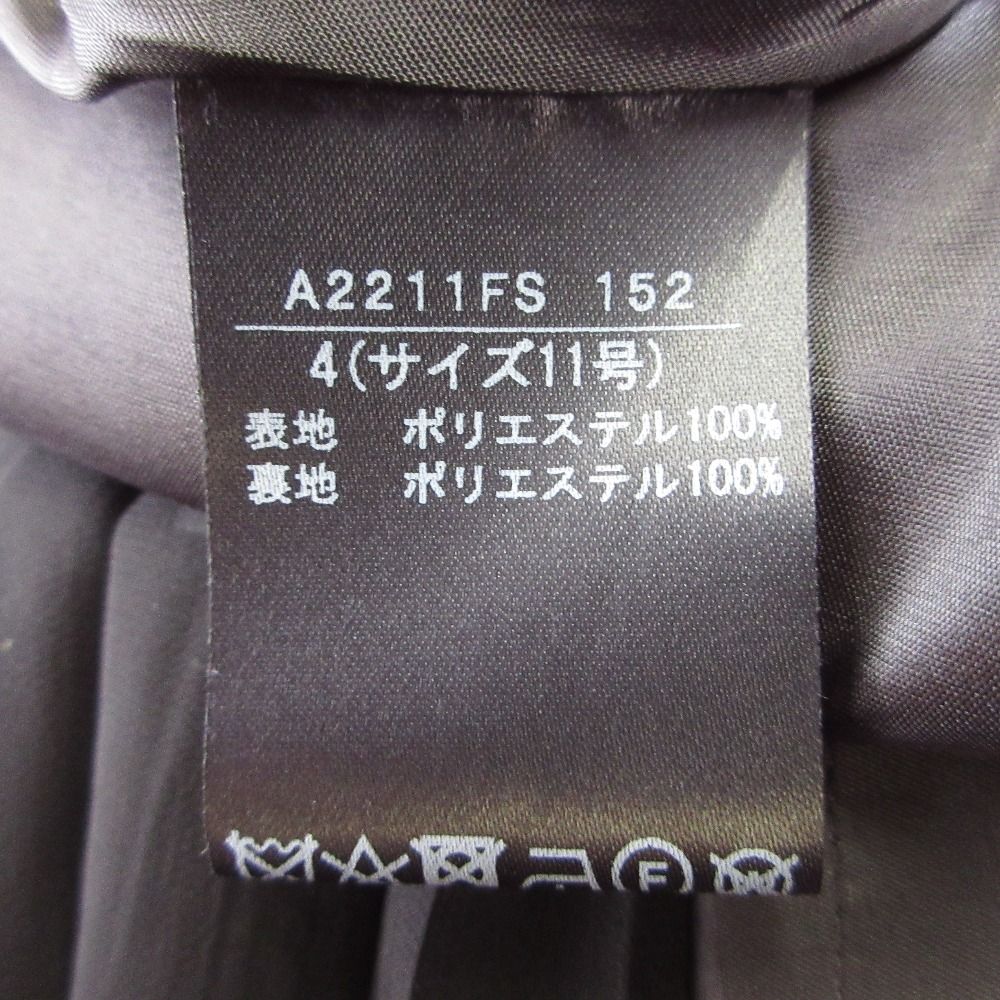 A2211FS 152
4(サイズ11号)
表地 ポリエステル100%
裏地 ポリエステル100%
F W